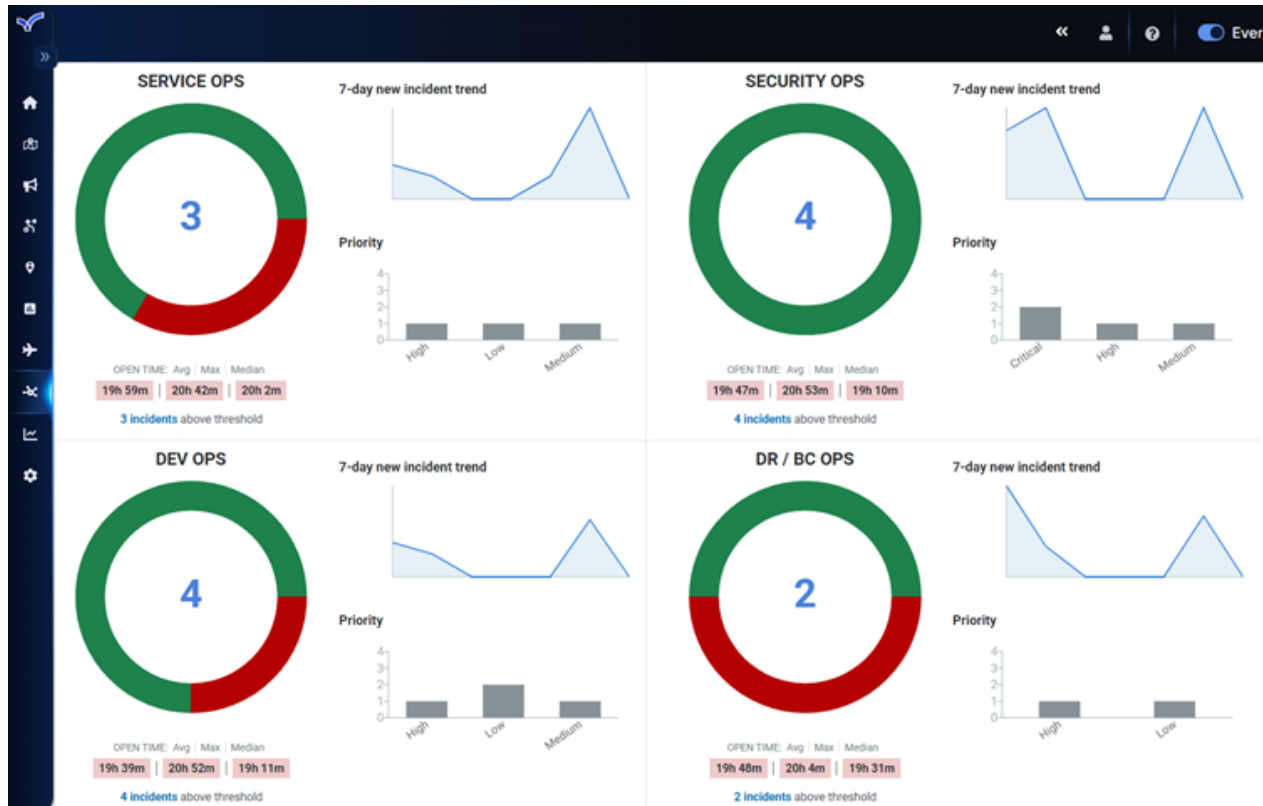 Ever
SERVICE OPS
3
OPEN TIME: Avg | Max | Median
19h 59m | 20h 42m | 20h 2m
3 incidents above threshold
7-day new incident trend
Priority
4
3
2
1
0
High
Low
Medium
SECURITY OPS
4
OPEN TIME: Avg | Max | Median
19h 47m | 20h 53m | 19h 10m
4 incidents above threshold
7-day new incident trend
Priority
4
3
2
1
0
Critical
High
Medium
DEV OPS
4
OPEN TIME: Avg | Max | Median
19h 39m | 20h 52m | 19h 11m
4 incidents above threshold
7-day new incident trend
Priority
4
3
2
1
0
High
Low
Medium
DR / BC OPS
2
OPEN TIME: Avg | Max | Median
19h 48m | 20h 4m | 19h 31m
2 incidents above threshold
7-day new incident trend
Priority
4
3
2
1
0
High
Low